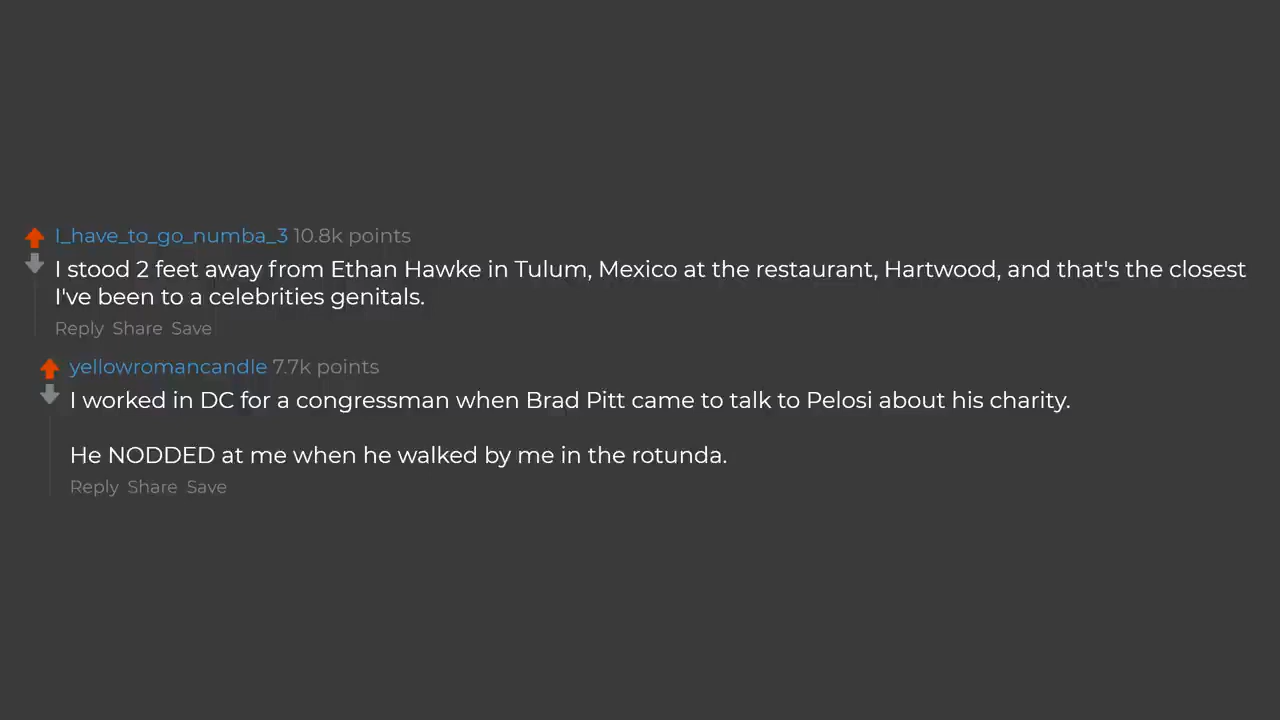 I_have_to_go_numba_3 10.8k points
I stood 2 feet away from Ethan Hawke in Tulum, Mexico at the restaurant, Hartwood, and that's the closest
I've been to a celebrities genitals.
Reply Share Save
yellowromancandle 7.7k points
I worked in DC for a congressman when Brad Pitt came to talk to Pelosi about his charity.
He NODDED at me when he walked by me in the rotunda.
Reply Share Save